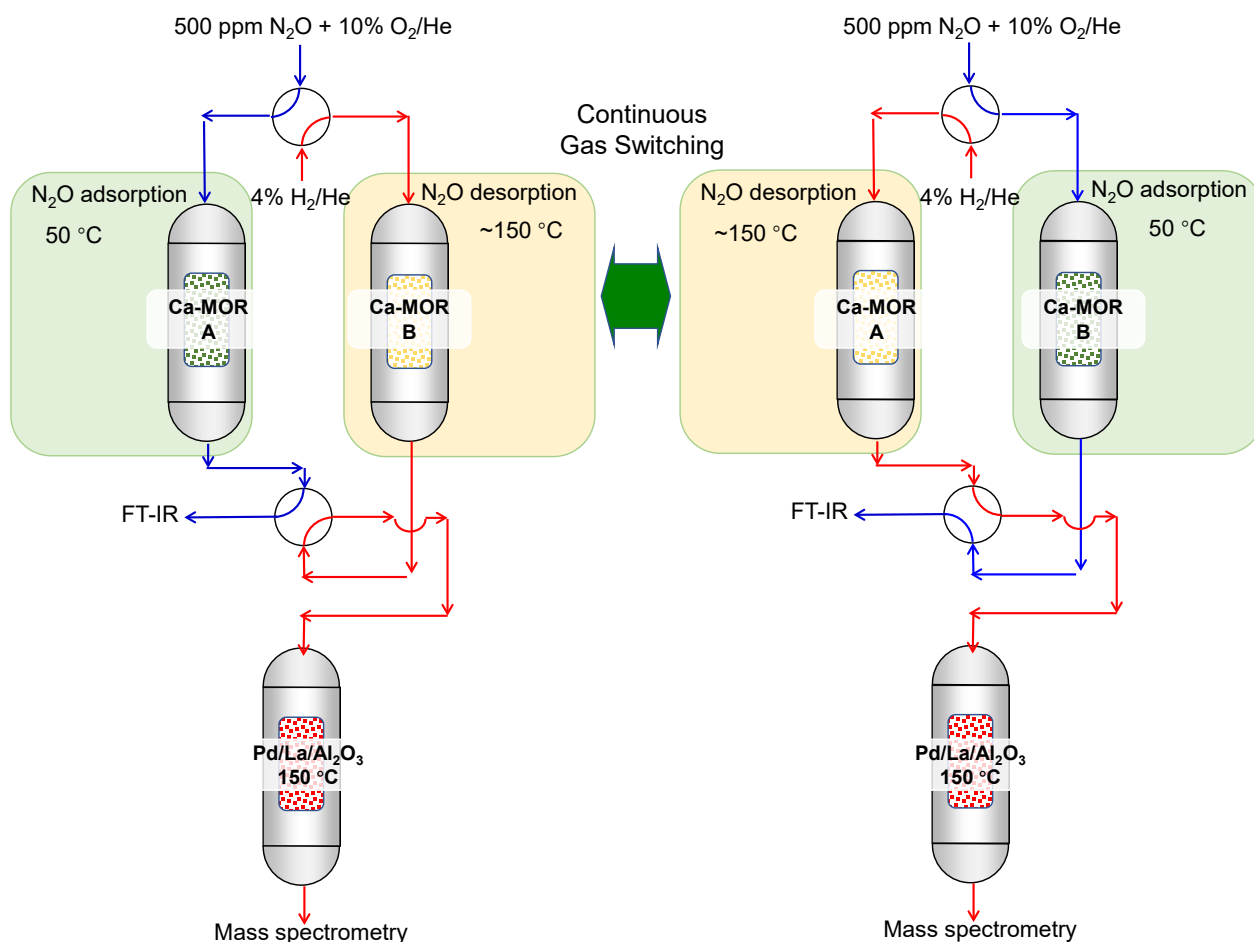 500 ppm N₂O + 10% O₂/He
N₂O adsorption
50 °C
4% H₂/He
N₂O desorption
~150 °C
Ca-MOR
A
Ca-MOR
B
FT-IR
Pd/La/Al₂O₃
150 °C
Mass spectrometry
Continuous
Gas Switching
500 ppm N₂O + 10% O₂/He
N₂O desorption
~150 °C
4% H₂/He
N₂O adsorption
50 °C
Ca-MOR
A
Ca-MOR
B
FT-IR
Pd/La/Al₂O₃
150 °C
Mass spectrometry